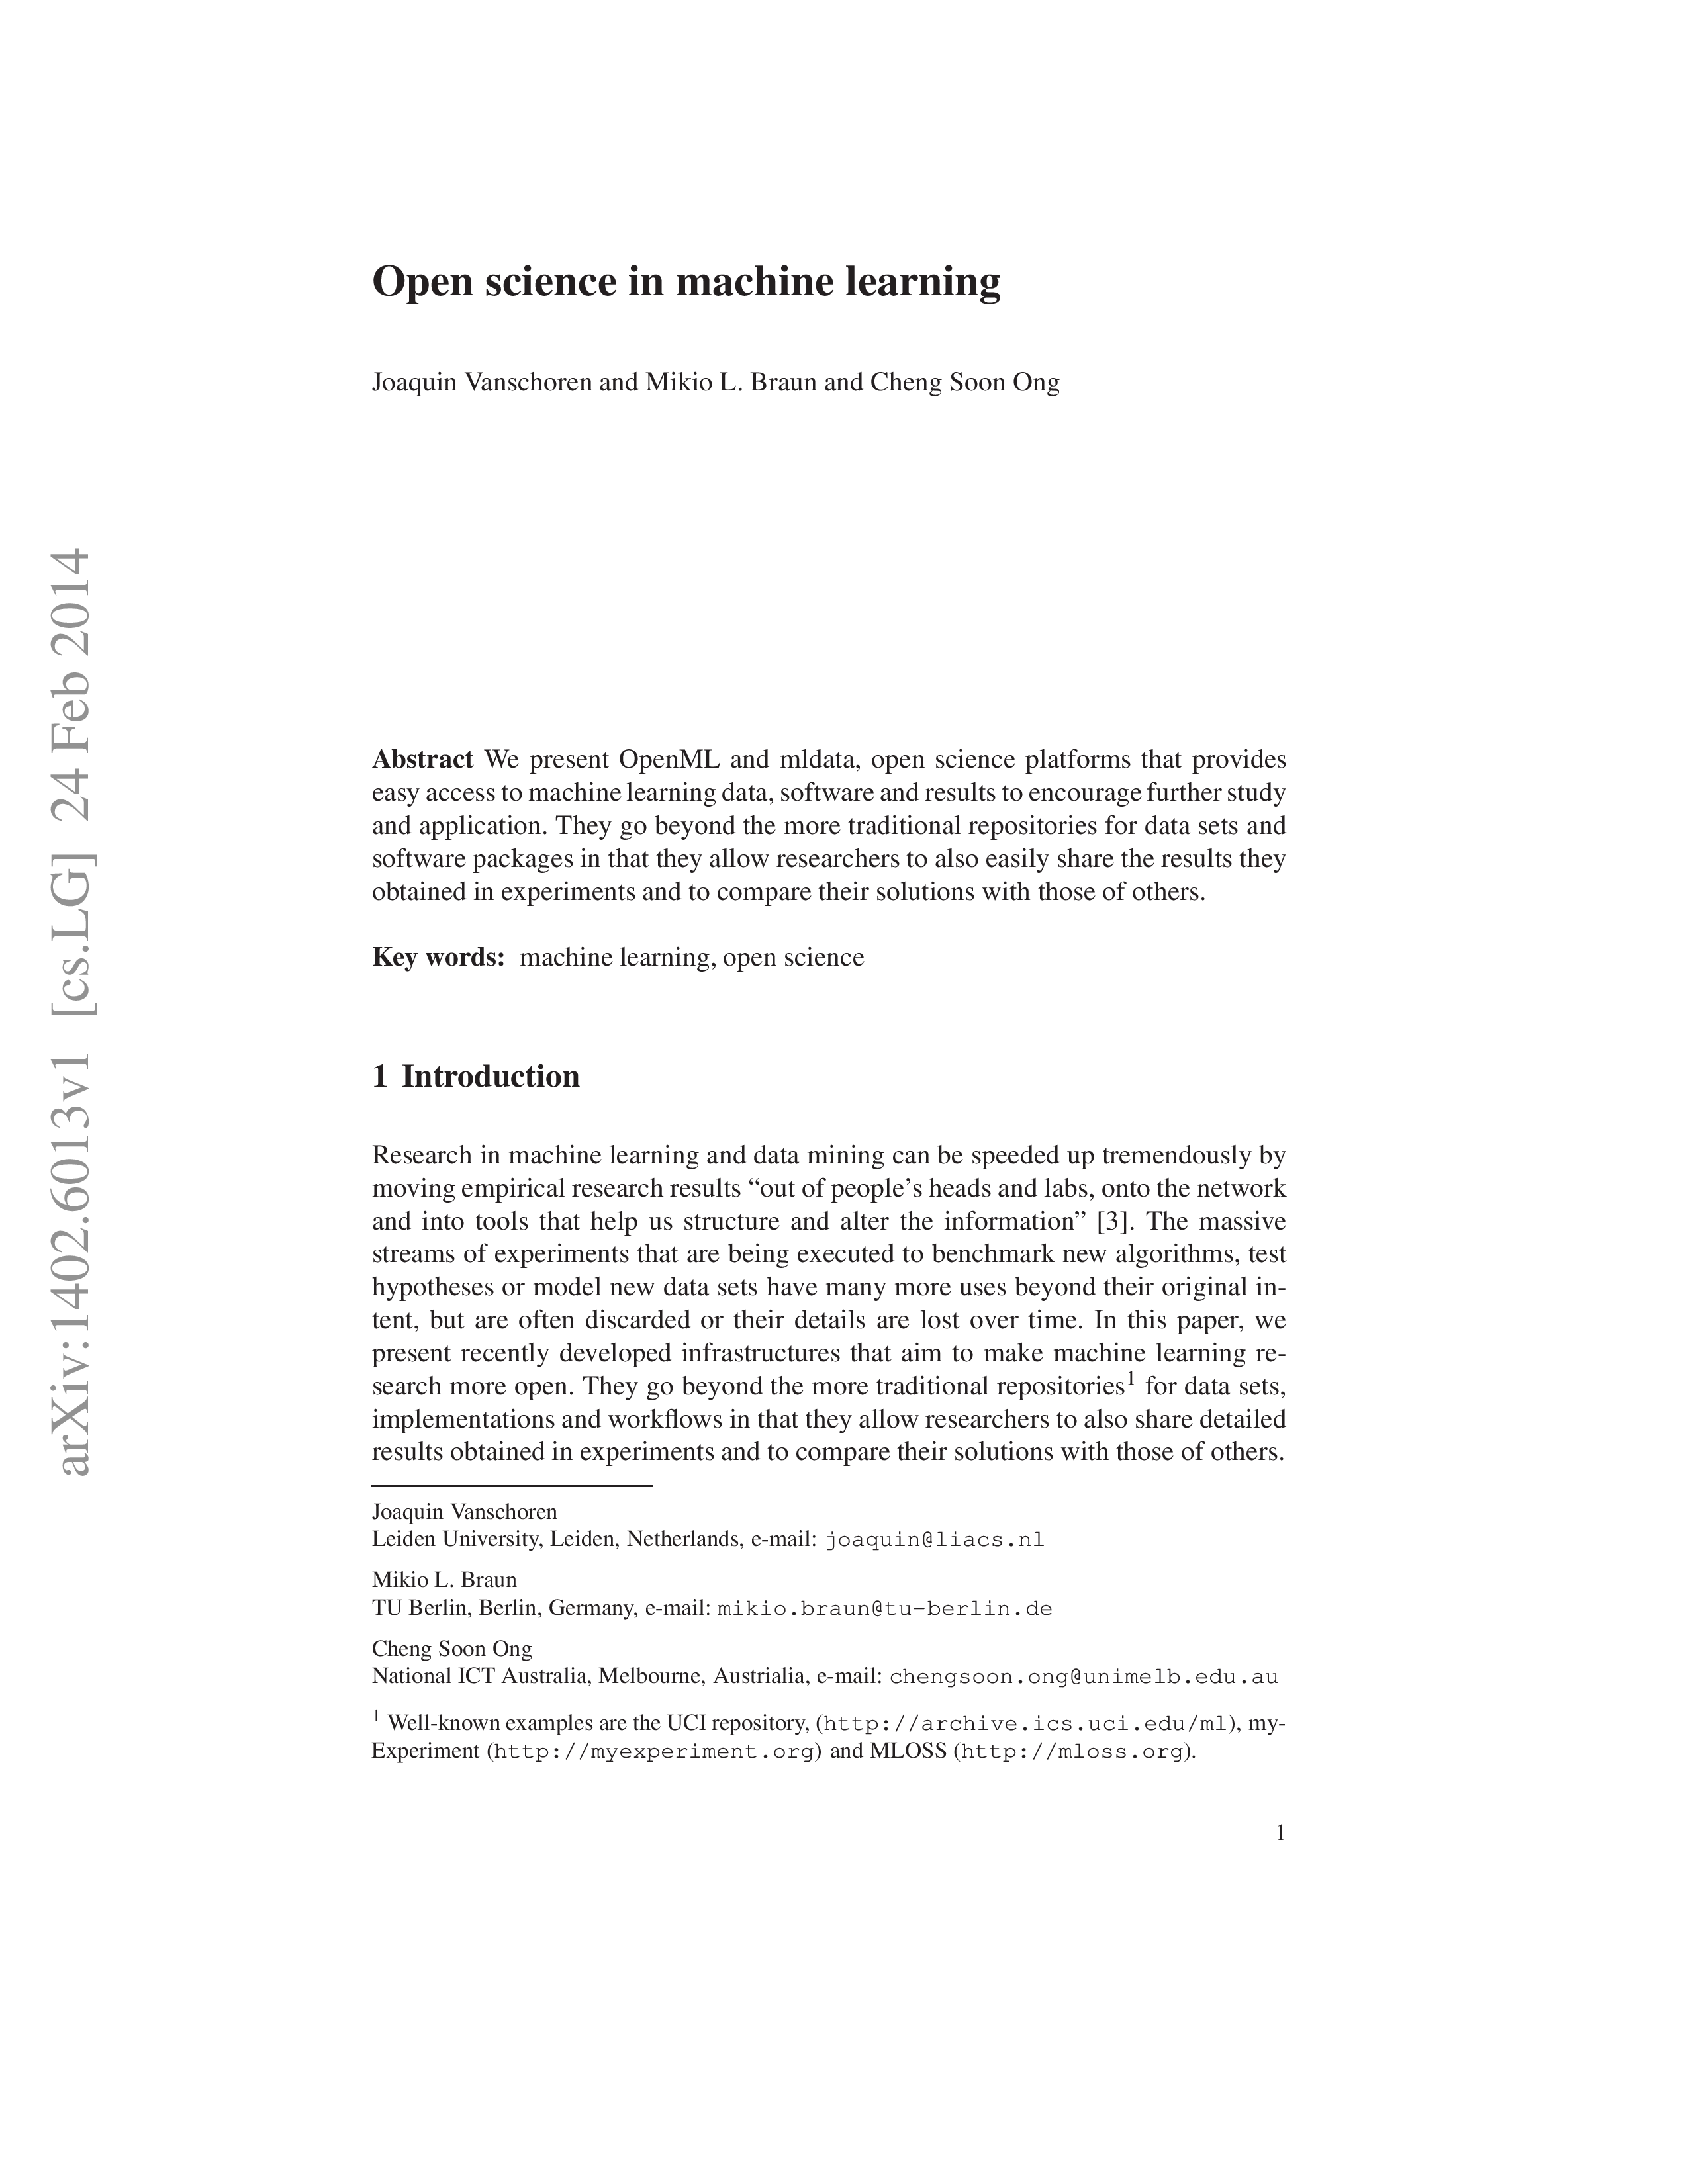 Open science in machine learning
Joaquin Vanschoren and Mikio L. Braun and Cheng Soon Ong
arXiv:1402.6013v1 [cs.LG] 24 Feb 2014
Abstract We present OpenML and mldata, open science platforms that provides
easy access to machine learning data, software and results to encourage further study
and application. They go beyond the more traditional repositories for data sets and
software packages in that they allow researchers to also easily share the results they
obtained in experiments and to compare their solutions with those of others.
Key words: machine learning, open science
1 Introduction
Research in machine learning and data mining can be speeded up tremendously by
moving empirical research results “out of people’s heads and labs, onto the network
and into tools that help us structure and alter the information” [3]. The massive
streams of experiments that are being executed to benchmark new algorithms, test
hypotheses or model new data sets have many more uses beyond their original in-
tent, but are often discarded or their details are lost over time. In this paper, we
present recently developed infrastructures that aim to make machine learning re-
search more open. They go beyond the more traditional repositories1 for data sets,
implementations and workflows in that they allow researchers to also share detailed
results obtained in experiments and to compare their solutions with those of others.
Joaquin Vanschoren
Leiden University, Leiden, Netherlands, e-mail: joaquin@liacs.nl
Mikio L. Braun
TU Berlin, Berlin, Germany, e-mail: mikio.braun@tu-berlin.de
Cheng Soon Ong
National ICT Australia, Melbourne, Austrialia, e-mail: chengsoon.ong@unimelb.edu.au
1 Well-known examples are the UCI repository, (http://archive.ics.uci.edu/ml), my-
Experiment (http://myexperiment.org) and MLOSS (http://mloss.org).
1